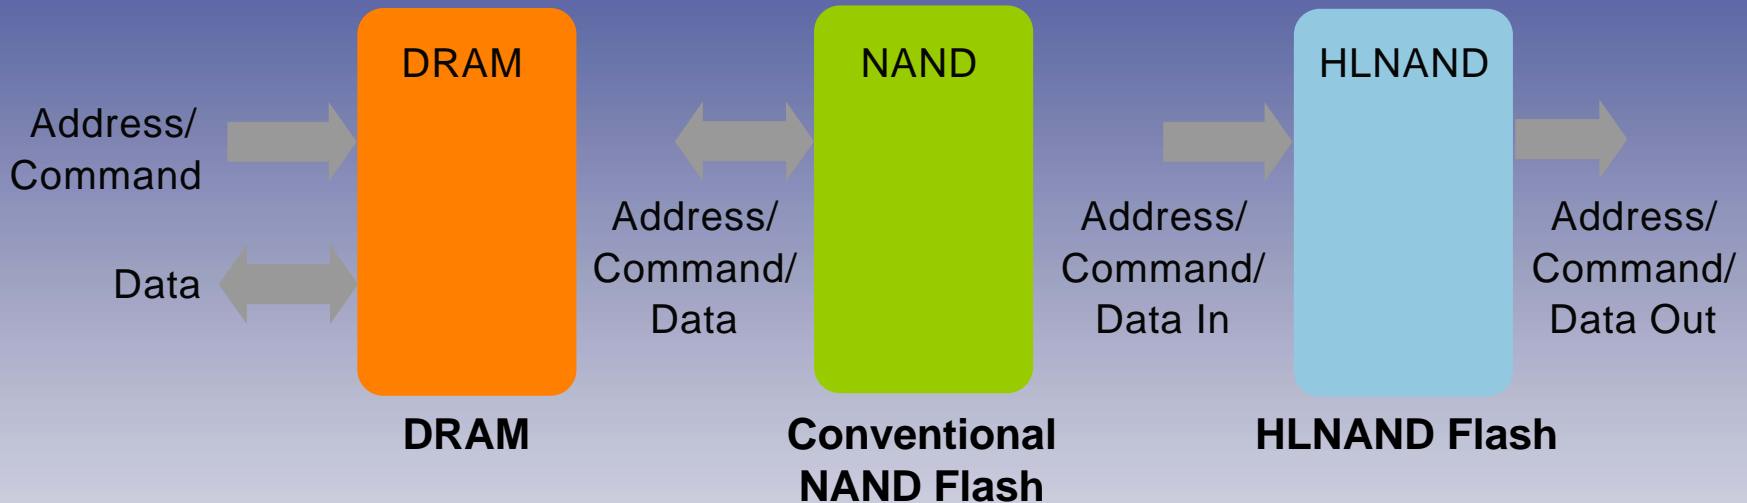 DRAM
Address/
Command
Data
DRAM
NAND
Address/
Command/
Data
Conventional
NAND Flash
HLNAND
Address/
Command/
Data In
Address/
Command/
Data Out
HLNAND Flash